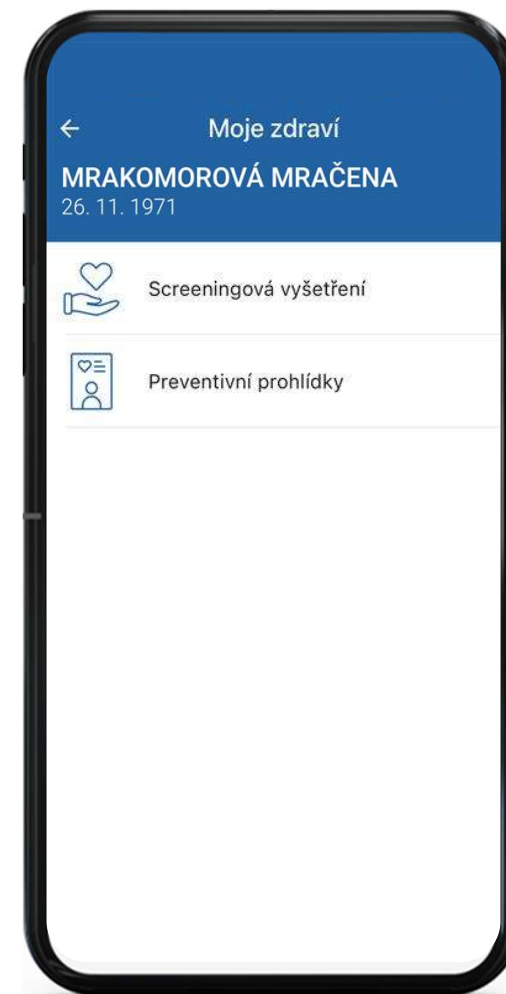 Moje zdraví
MRAKOMOROVÁ MRAČENA
26. 11. 1971
Screeningová vyšetření
Preventivní prohlídky